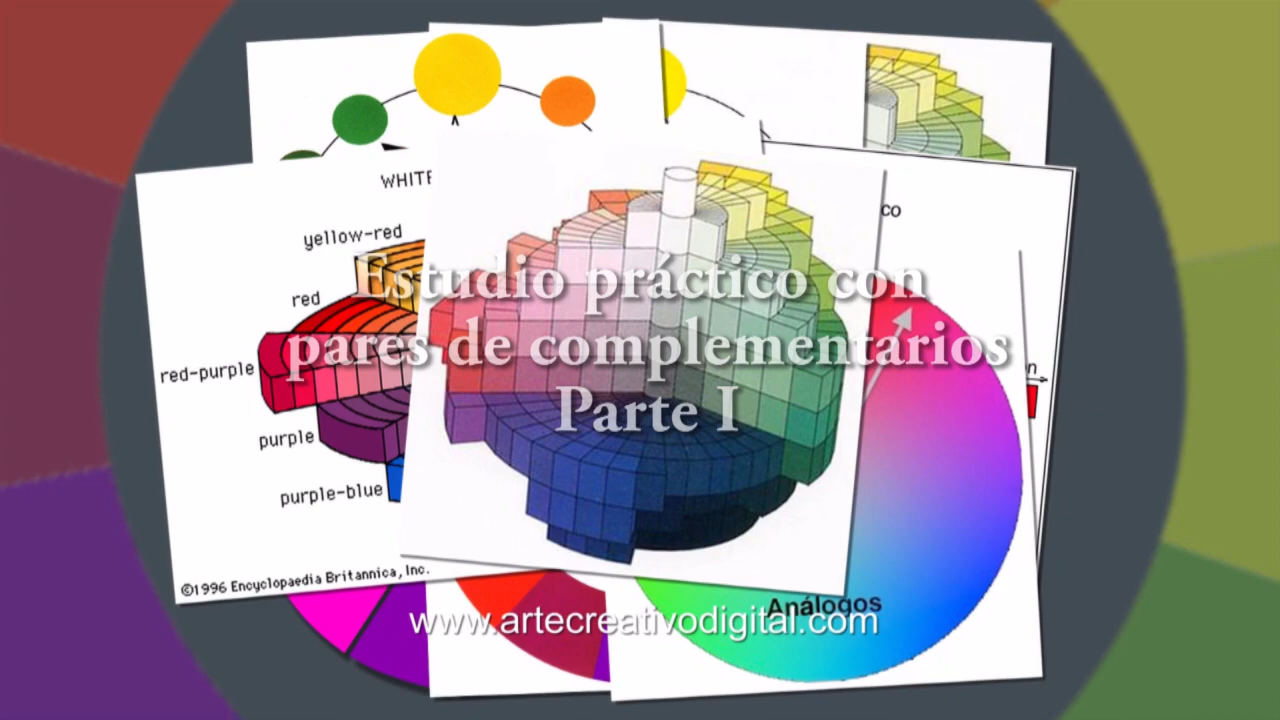 WHITE
yellow-red
red
red-purple
purple
purple-blue
©1996 Encyclopaedia Britannica, Inc.
co
n
Estudio práctico con
pares de complementarios
Parte I
Análogos
www.artecreativodigital.com